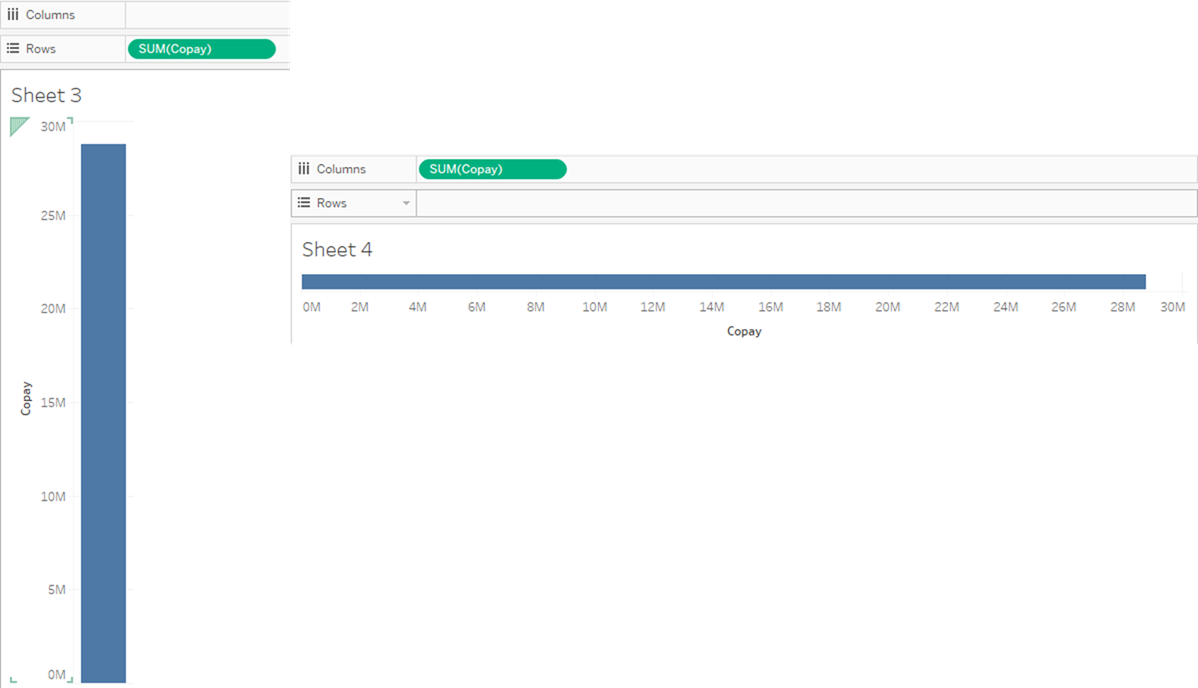 Columns
Rows SUM(Copay)
Sheet 3
30M
25M
20M
15M
10M
5M
0M
Copay
Columns SUM(Copay)
Rows
Sheet 4
0M 2M 4M 6M 8M 10M 12M 14M 16M 18M 20M 22M 24M 26M 28M 30M
Copay